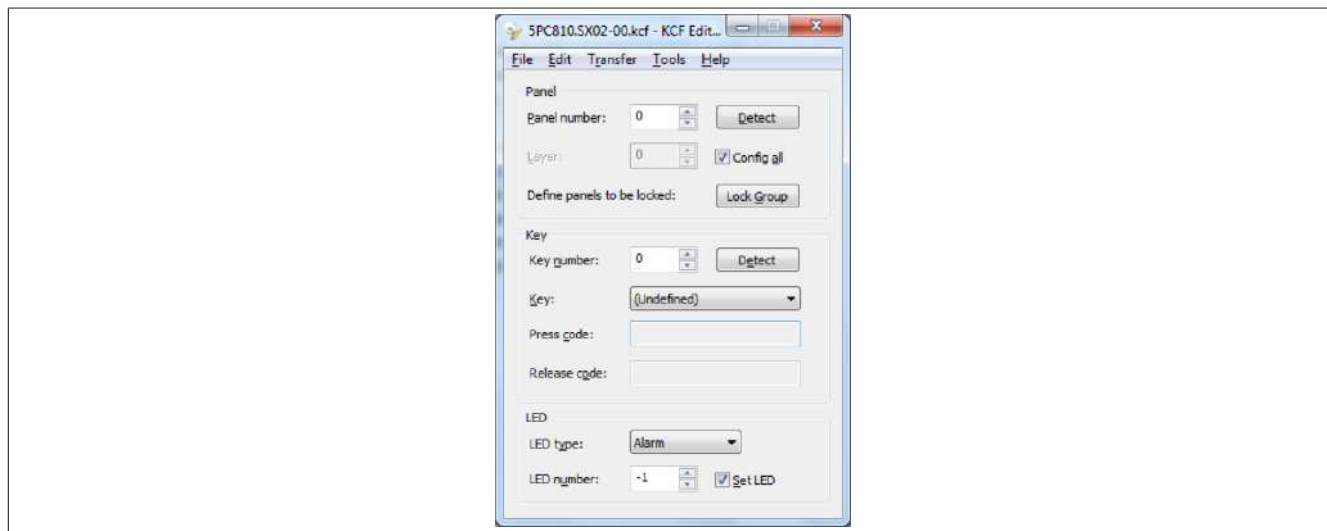 5PC810.SX02-00.kcf - KCF Edit...
File Edit Transfer Tools Help
Panel
Panel number: 0 Detect
Layer: 0 Config all
Define panels to be locked: Lock Group
Key
Key number: 0 Detect
Key: (Undefined)
Press code:
Release code:
LED
LED type: Alarm
LED number: -1 Set LED